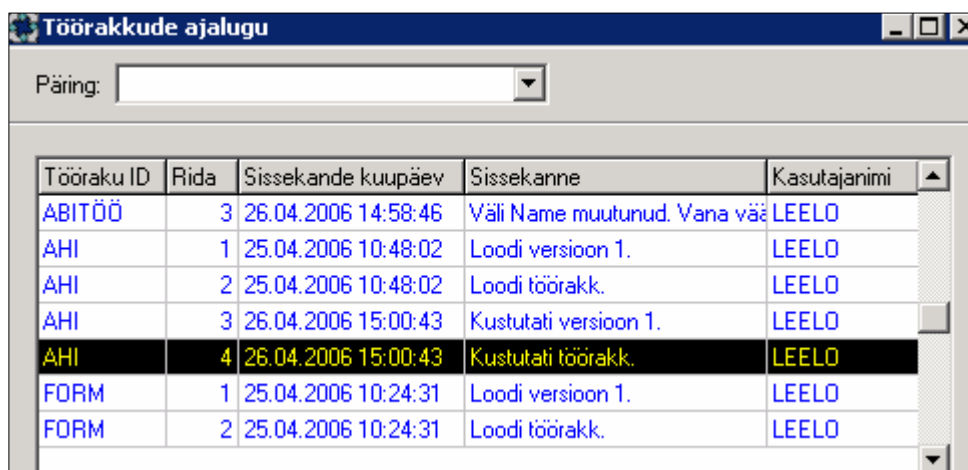 Töörakkude ajalugu
Päring:
Tööraku ID Rida Sissekande kuupäev Sissekanne Kasutajanimi
ABITÖÖ 3 26.04.2006 14:58:46 Väli Name muutunud. Vana vää LEELO
AHI 1 25.04.2006 10:48:02 Loodi versioon 1. LEELO
AHI 2 25.04.2006 10:48:02 Loodi töörakk. LEELO
AHI 3 26.04.2006 15:00:43 Kustutati versioon 1. LEELO
AHI 4 26.04.2006 15:00:43 Kustutati töörakk. LEELO
FORM 1 25.04.2006 10:24:31 Loodi versioon 1. LEELO
FORM 2 25.04.2006 10:24:31 Loodi töörakk. LEELO